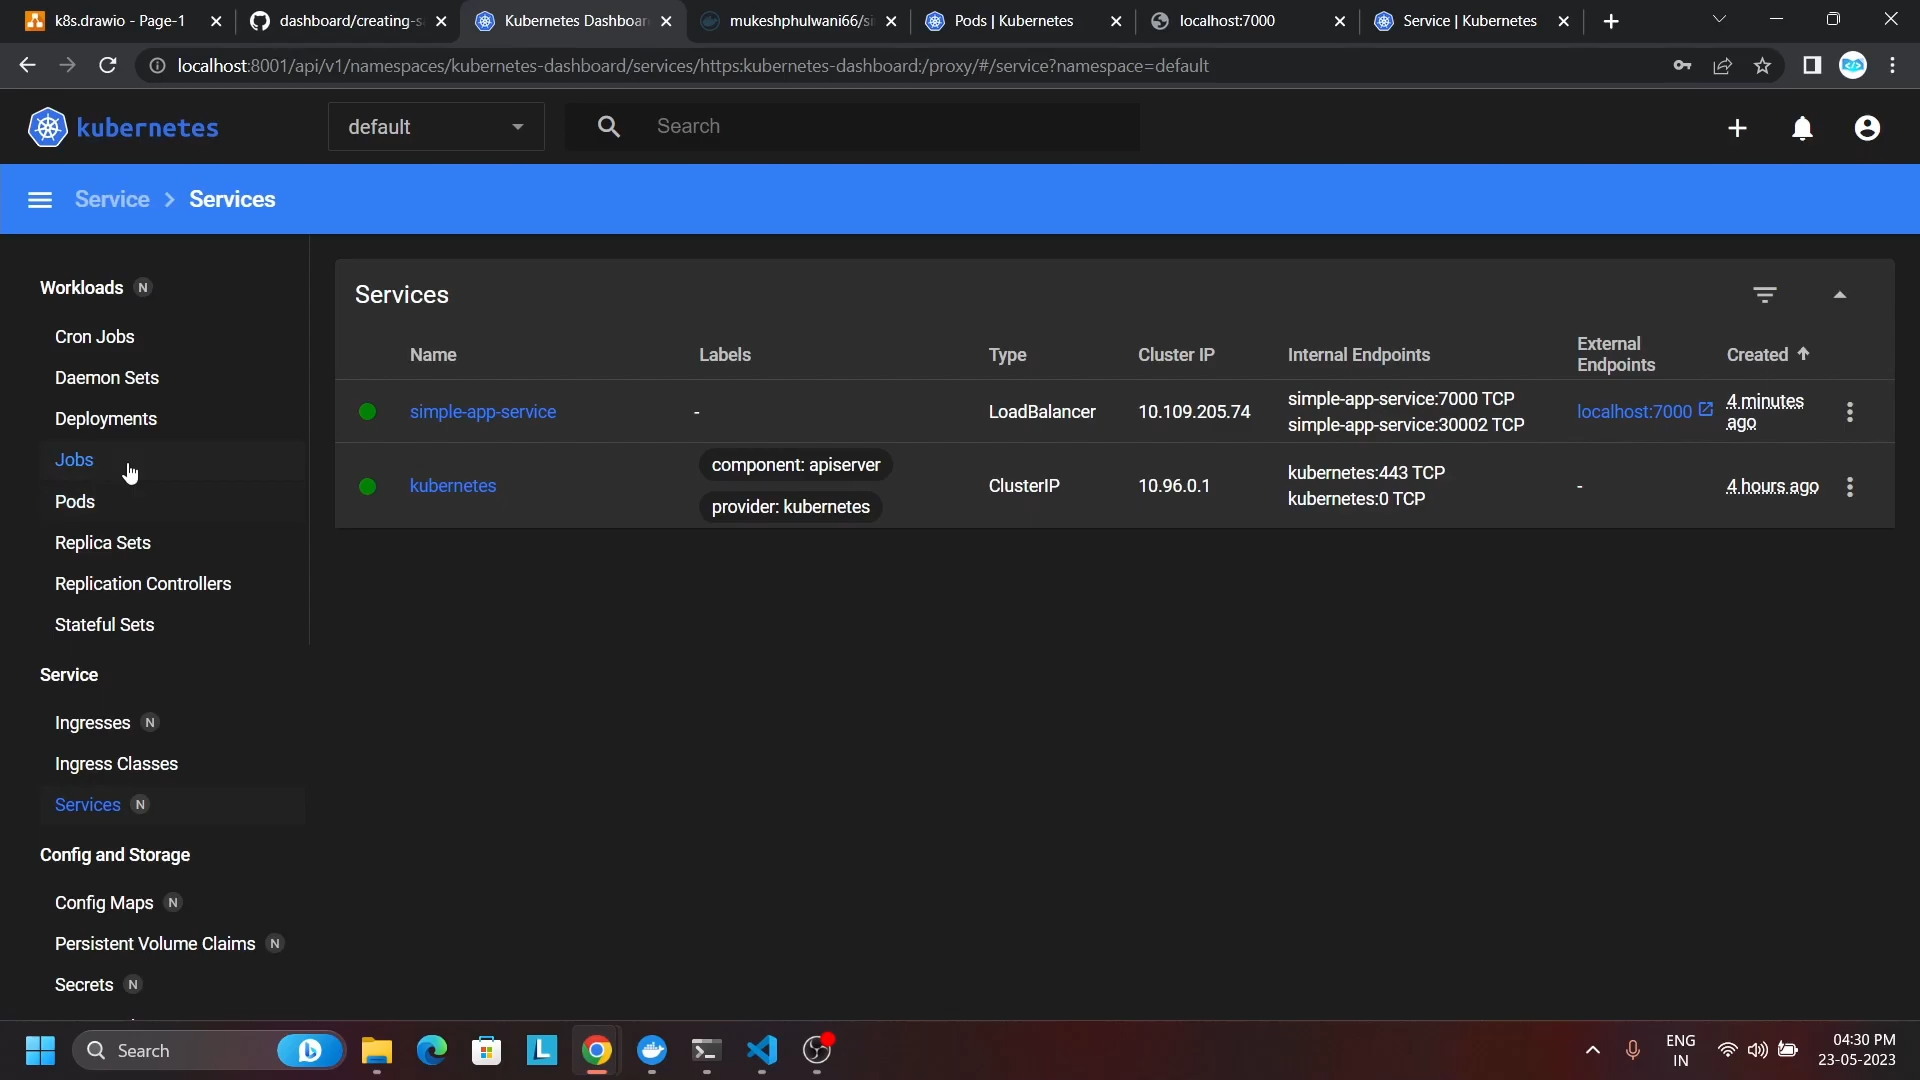 k8s.drawio - Page-1
dashboard/creating-s
Kubernetes Dashboar
mukeshphulwani66/si
Pods | Kubernetes
localhost:7000
Service | Kubernetes
localhost:8001/api/v1/namespaces/kubernetes-dashboard/services/https:kubernetes-dashboard:/proxy/#/service?namespace=default
kubernetes
default
Search
Service > Services
Workloads N
Cron Jobs
Daemon Sets
Deployments
Jobs
Pods
Replica Sets
Replication Controllers
Stateful Sets
Service
Ingresses N
Ingress Classes
Services N
Config and Storage
Config Maps N
Persistent Volume Claims N
Secrets N
Services
Name Labels Type Cluster IP Internal Endpoints External Endpoints Created
simple-app-service - LoadBalancer 10.109.205.74 simple-app-service:7000 TCP localhost:7000 4 minutes ago
simple-app-service:30002 TCP
kubernetes component: apiserver ClusterIP 10.96.0.1 kubernetes:443 TCP - 4 hours ago
provider: kubernetes kubernetes:0 TCP
Search
L
ENG
IN
04:30 PM
23-05-2023